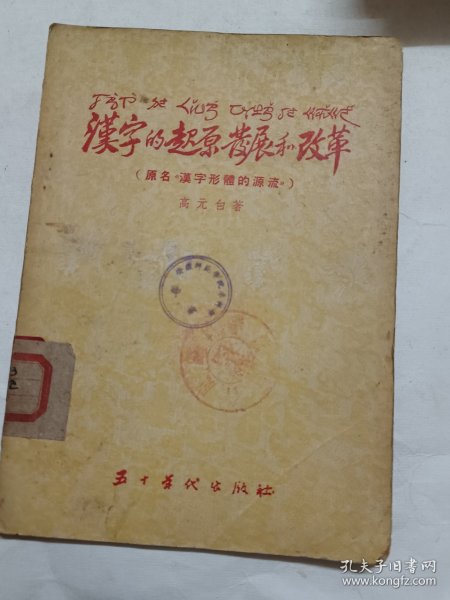 漢字的起原發展和改革
(原名“漢字形體的源流”)
高元白著
五十年代出版社
孔夫子旧书网
www.kongfz.com